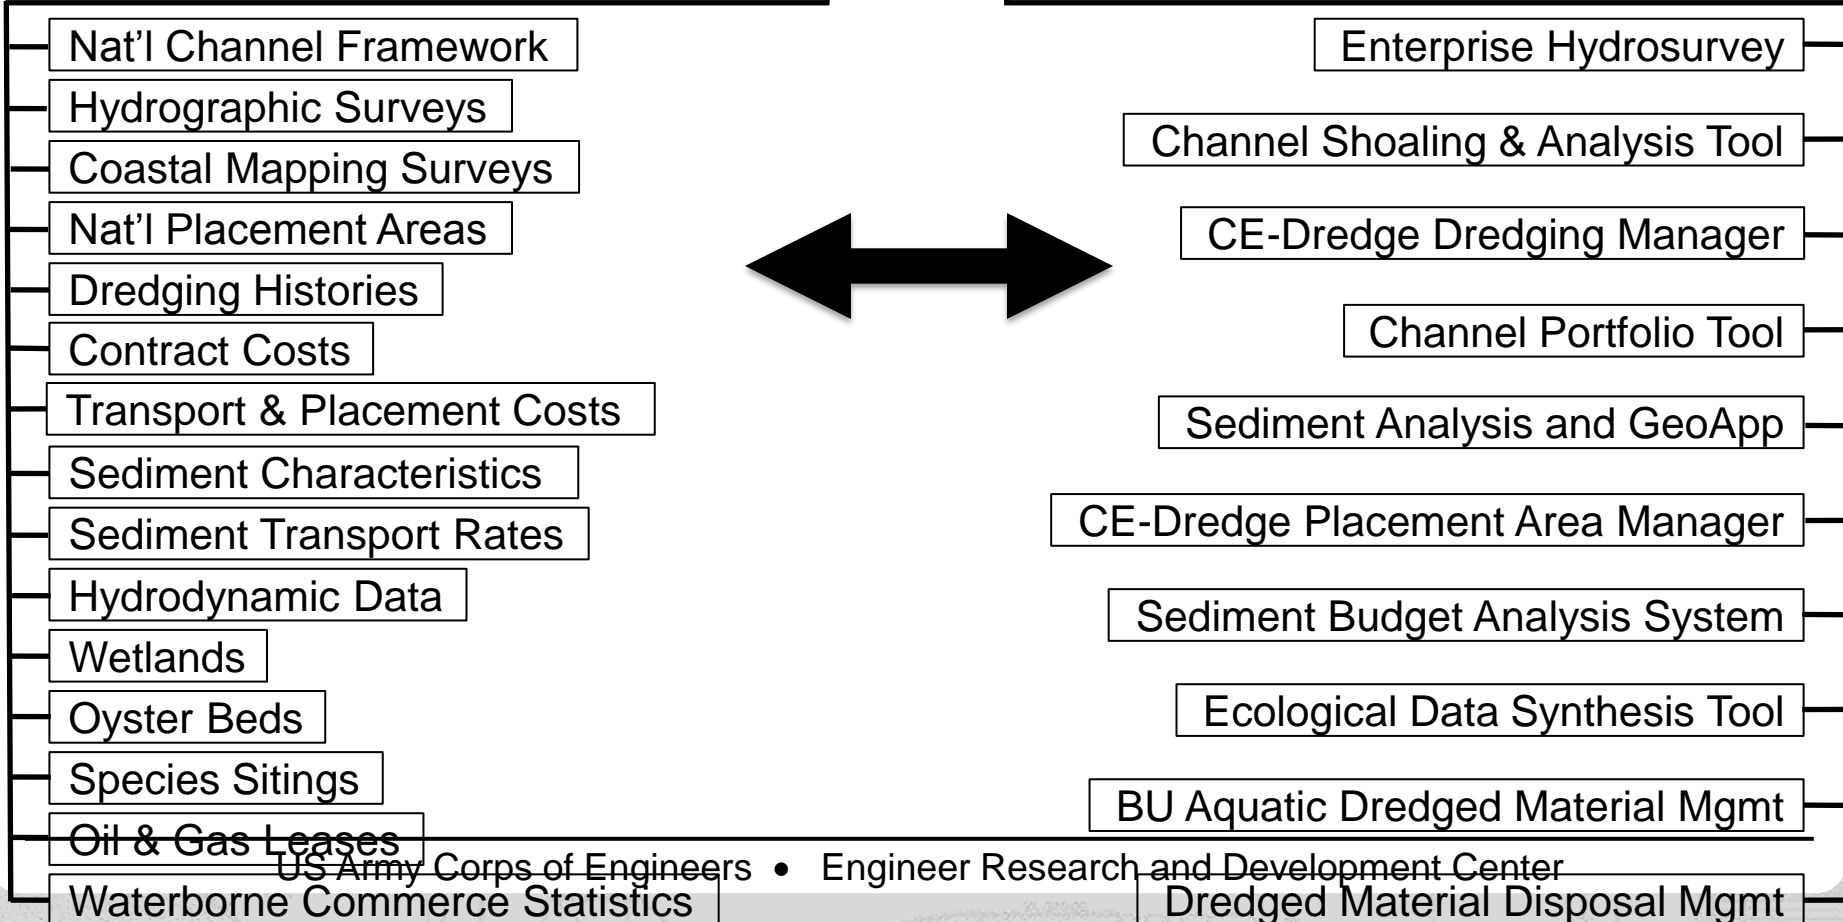 Nat’l Channel Framework
Hydrographic Surveys
Coastal Mapping Surveys
Nat’l Placement Areas
Dredging Histories
Contract Costs
Transport & Placement Costs
Sediment Characteristics
Sediment Transport Rates
Hydrodynamic Data
Wetlands
Oyster Beds
Species Sitings
Oil & Gas Leases
Waterborne Commerce Statistics
Enterprise Hydrosurvey
Channel Shoaling & Analysis Tool
CE-Dredge Dredging Manager
Channel Portfolio Tool
Sediment Analysis and GeoApp
CE-Dredge Placement Area Manager
Sediment Budget Analysis System
Ecological Data Synthesis Tool
BU Aquatic Dredged Material Mgmt
Dredged Material Disposal Mgmt
US Army Corps of Engineers • Engineer Research and Development Center